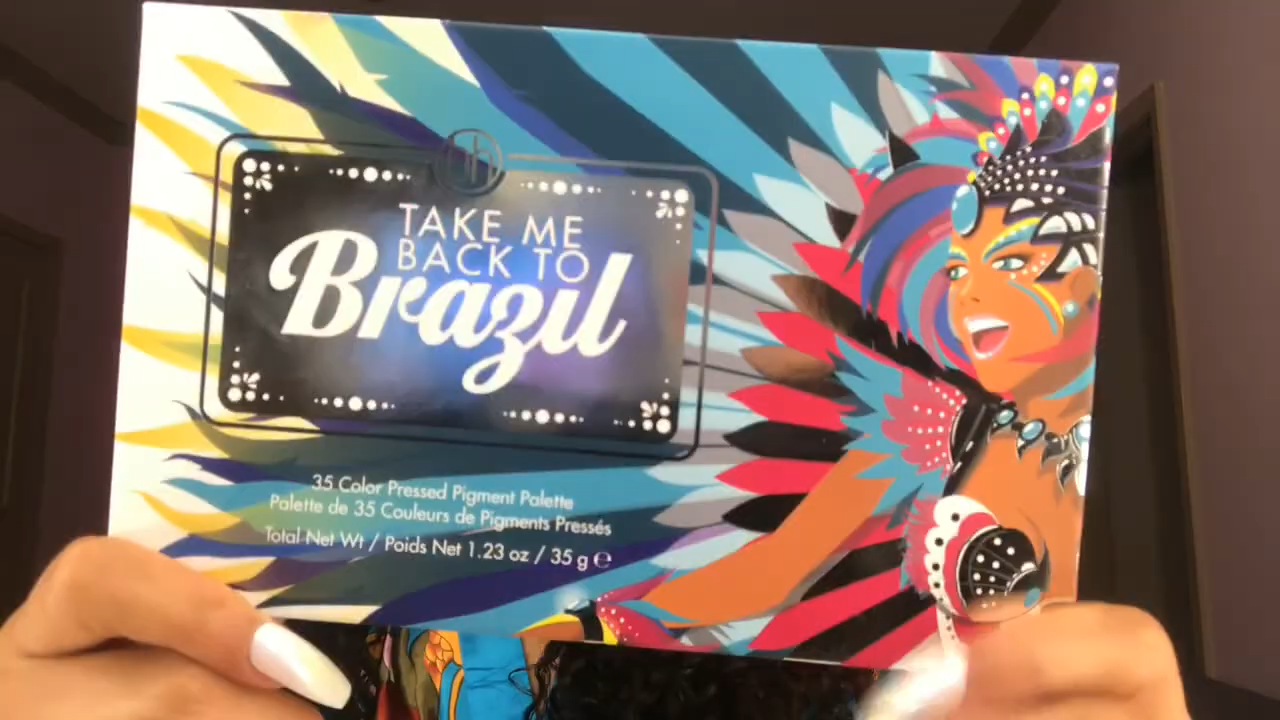 TAKE ME
BACK TO
Brazil
35 Color Pressed Pigment Palette
Palette de 35 Couleurs de Pigments Pressés
Total Net Wt / Poids Net 1.23 oz / 35 g ℮